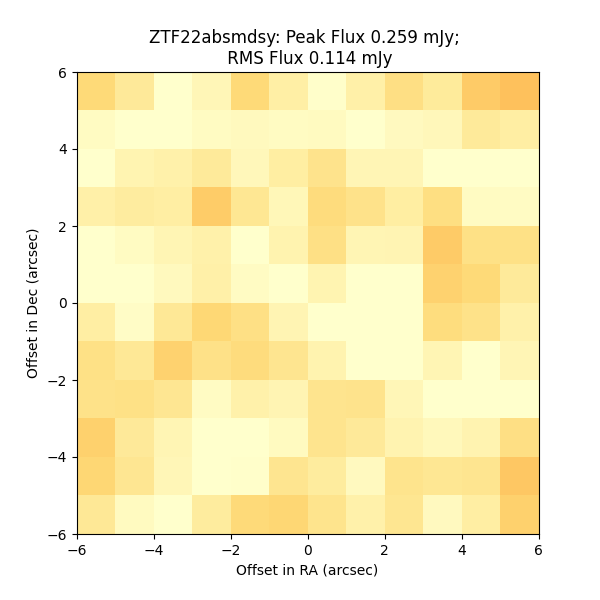 ZTF22absmdsy: Peak Flux 0.259 mJy;
RMS Flux 0.114 mJy
6
4
2
0
−2
−4
−6
Offset in Dec (arcsec)
−6 −4 −2 0 2 4 6
Offset in RA (arcsec)